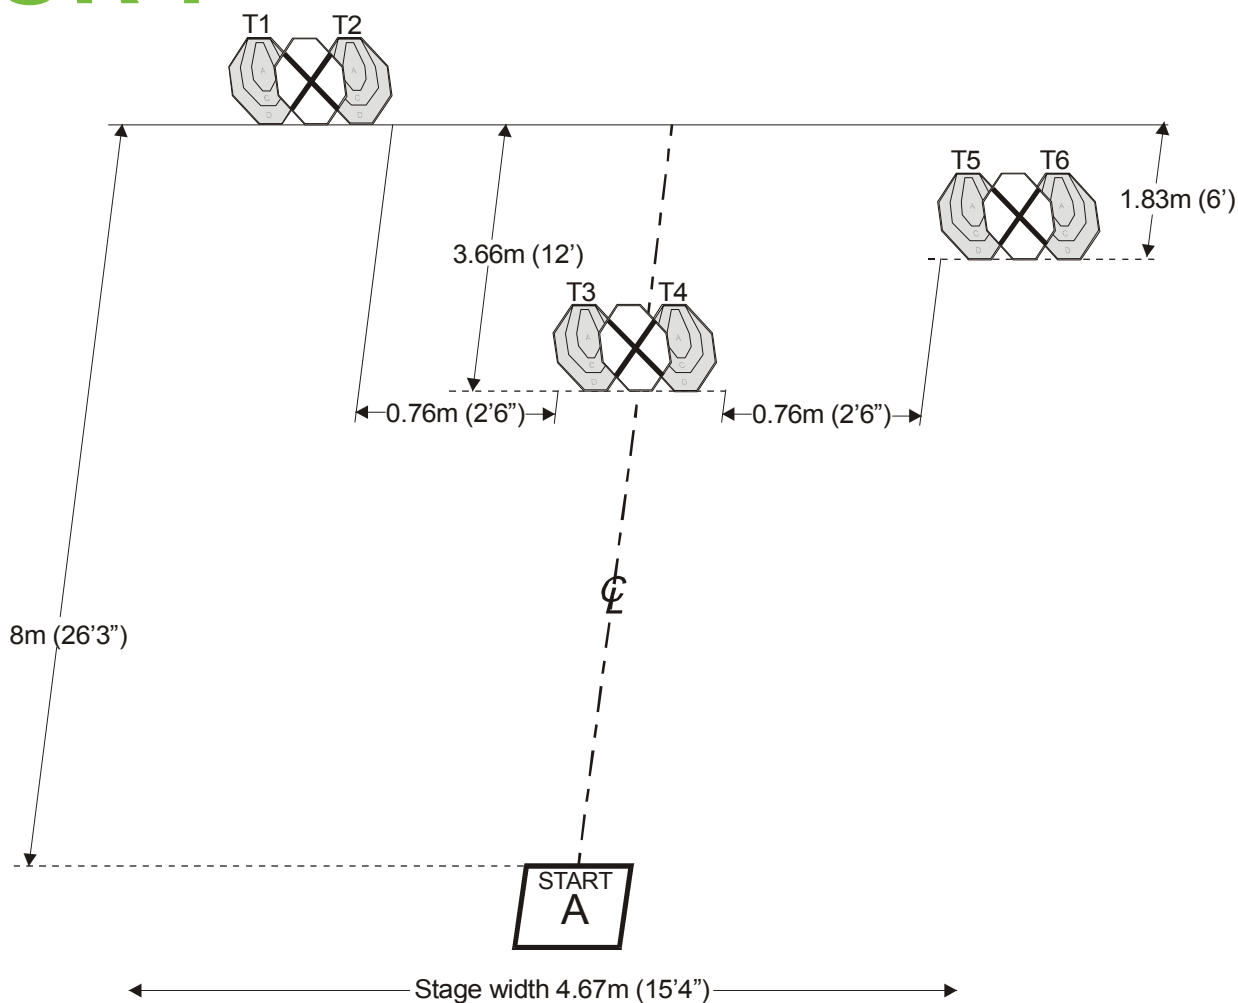 T1 T2
T5 T6
1.83m (6')
3.66m (12')
T3 T4
0.76m (2'6”) 0.76m (2'6”)
℄
8m (26'3”)
START
A
Stage width 4.67m (15'4”)
A
C
D
A
C
D
A
C
D
A
C
D
A
C
D
A
C
D